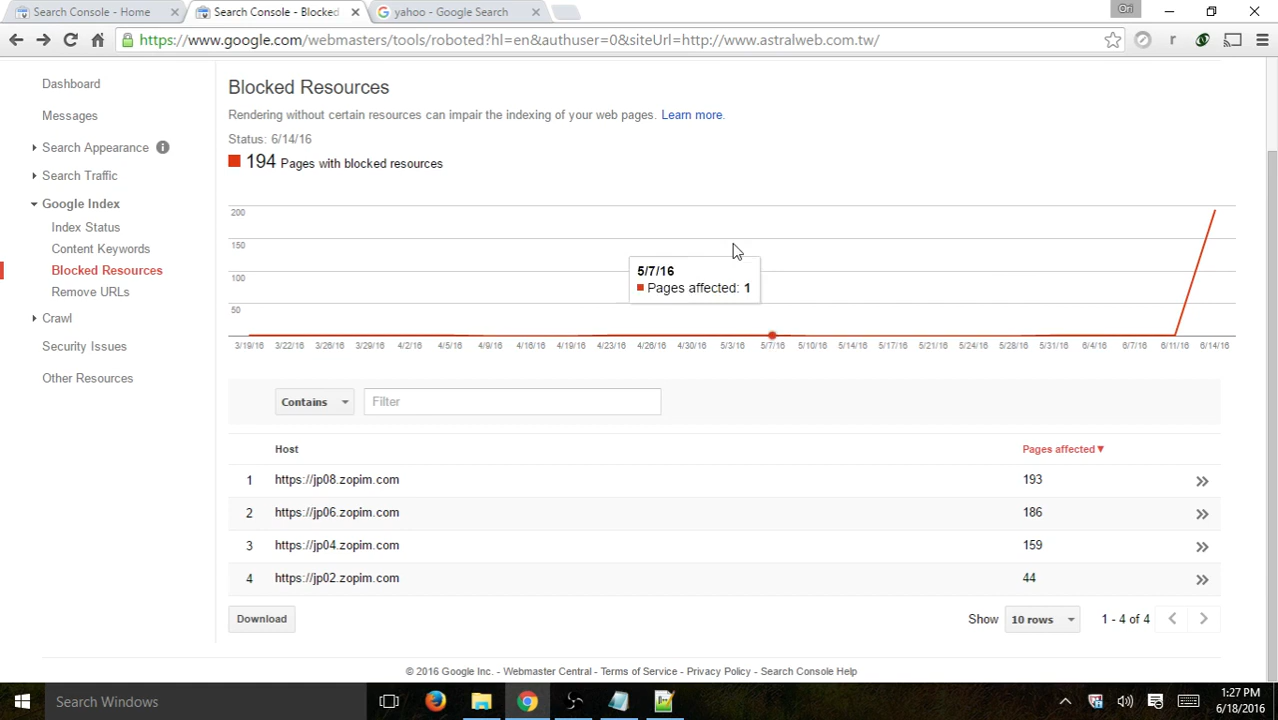 Search Console - Home
Search Console - Blocked
yahoo - Google Search
Ori
https://www.google.com/webmasters/tools/roboted?hl=en&authuser=0&siteUrl=http://www.astralweb.com.tw/
Dashboard
Messages
Search Appearance
Search Traffic
Google Index
Index Status
Content Keywords
Blocked Resources
Remove URLs
Crawl
Security Issues
Other Resources
Blocked Resources
Rendering without certain resources can impair the indexing of your web pages. Learn more.
Status: 6/14/16
194 Pages with blocked resources
200
150
100
50
5/7/16
Pages affected: 1
3/19/16 3/22/16 3/26/16 3/29/16 4/2/16 4/5/16 4/9/16 4/16/16 4/19/16 4/23/16 4/26/16 4/30/16 5/3/16 5/7/16 5/10/16 5/14/16 5/17/16 5/21/16 5/24/16 5/28/16 5/31/16 6/4/16 6/7/16 6/11/16 6/14/16
Contains Filter
Host Pages affected▼
1 https://jp08.zopim.com 193 »
2 https://jp06.zopim.com 186 »
3 https://jp04.zopim.com 159 »
4 https://jp02.zopim.com 44 »
Download Show 10 rows 1 - 4 of 4
© 2016 Google Inc. - Webmaster Central - Terms of Service - Privacy Policy - Search Console Help
Search Windows
1:27 PM
6/18/2016